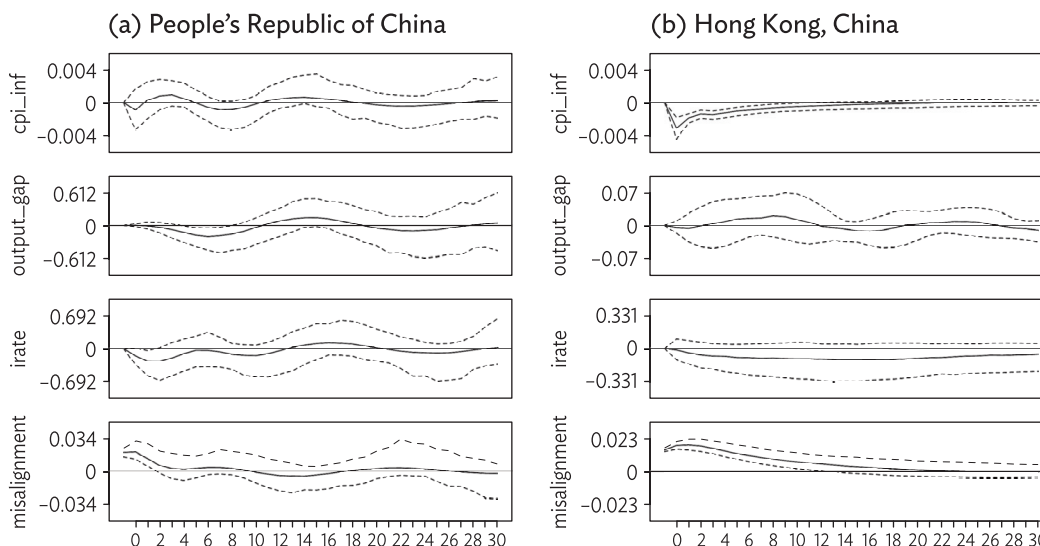 (a) People’s Republic of China
cpi_inf
0.004
0
−0.004
output_gap
0.612
0
−0.612
irate
0.692
0
−0.692
misalignment
0.034
0
−0.034
0 2 4 6 8 10 12 14 16 18 20 22 24 26 28 30
(b) Hong Kong, China
cpi_inf
0.004
0
−0.004
output_gap
0.07
0
−0.07
irate
0.331
0
−0.331
misalignment
0.023
0
−0.023
0 2 4 6 8 10 12 14 16 18 20 22 24 26 28 30